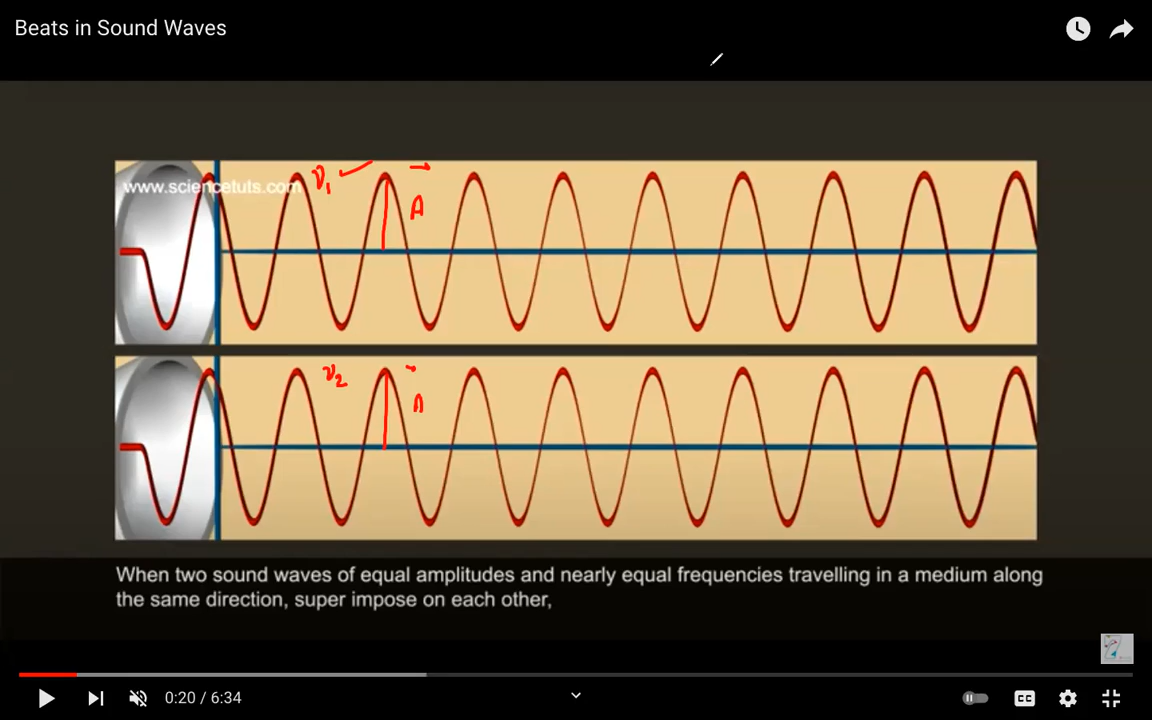 Beats in Sound Waves
www.sciencetuts.com
ν₁
A
ν₂
When two sound waves of equal amplitudes and nearly equal frequencies travelling in a medium along
the same direction, super impose on each other,
0:20 / 6:34
CC